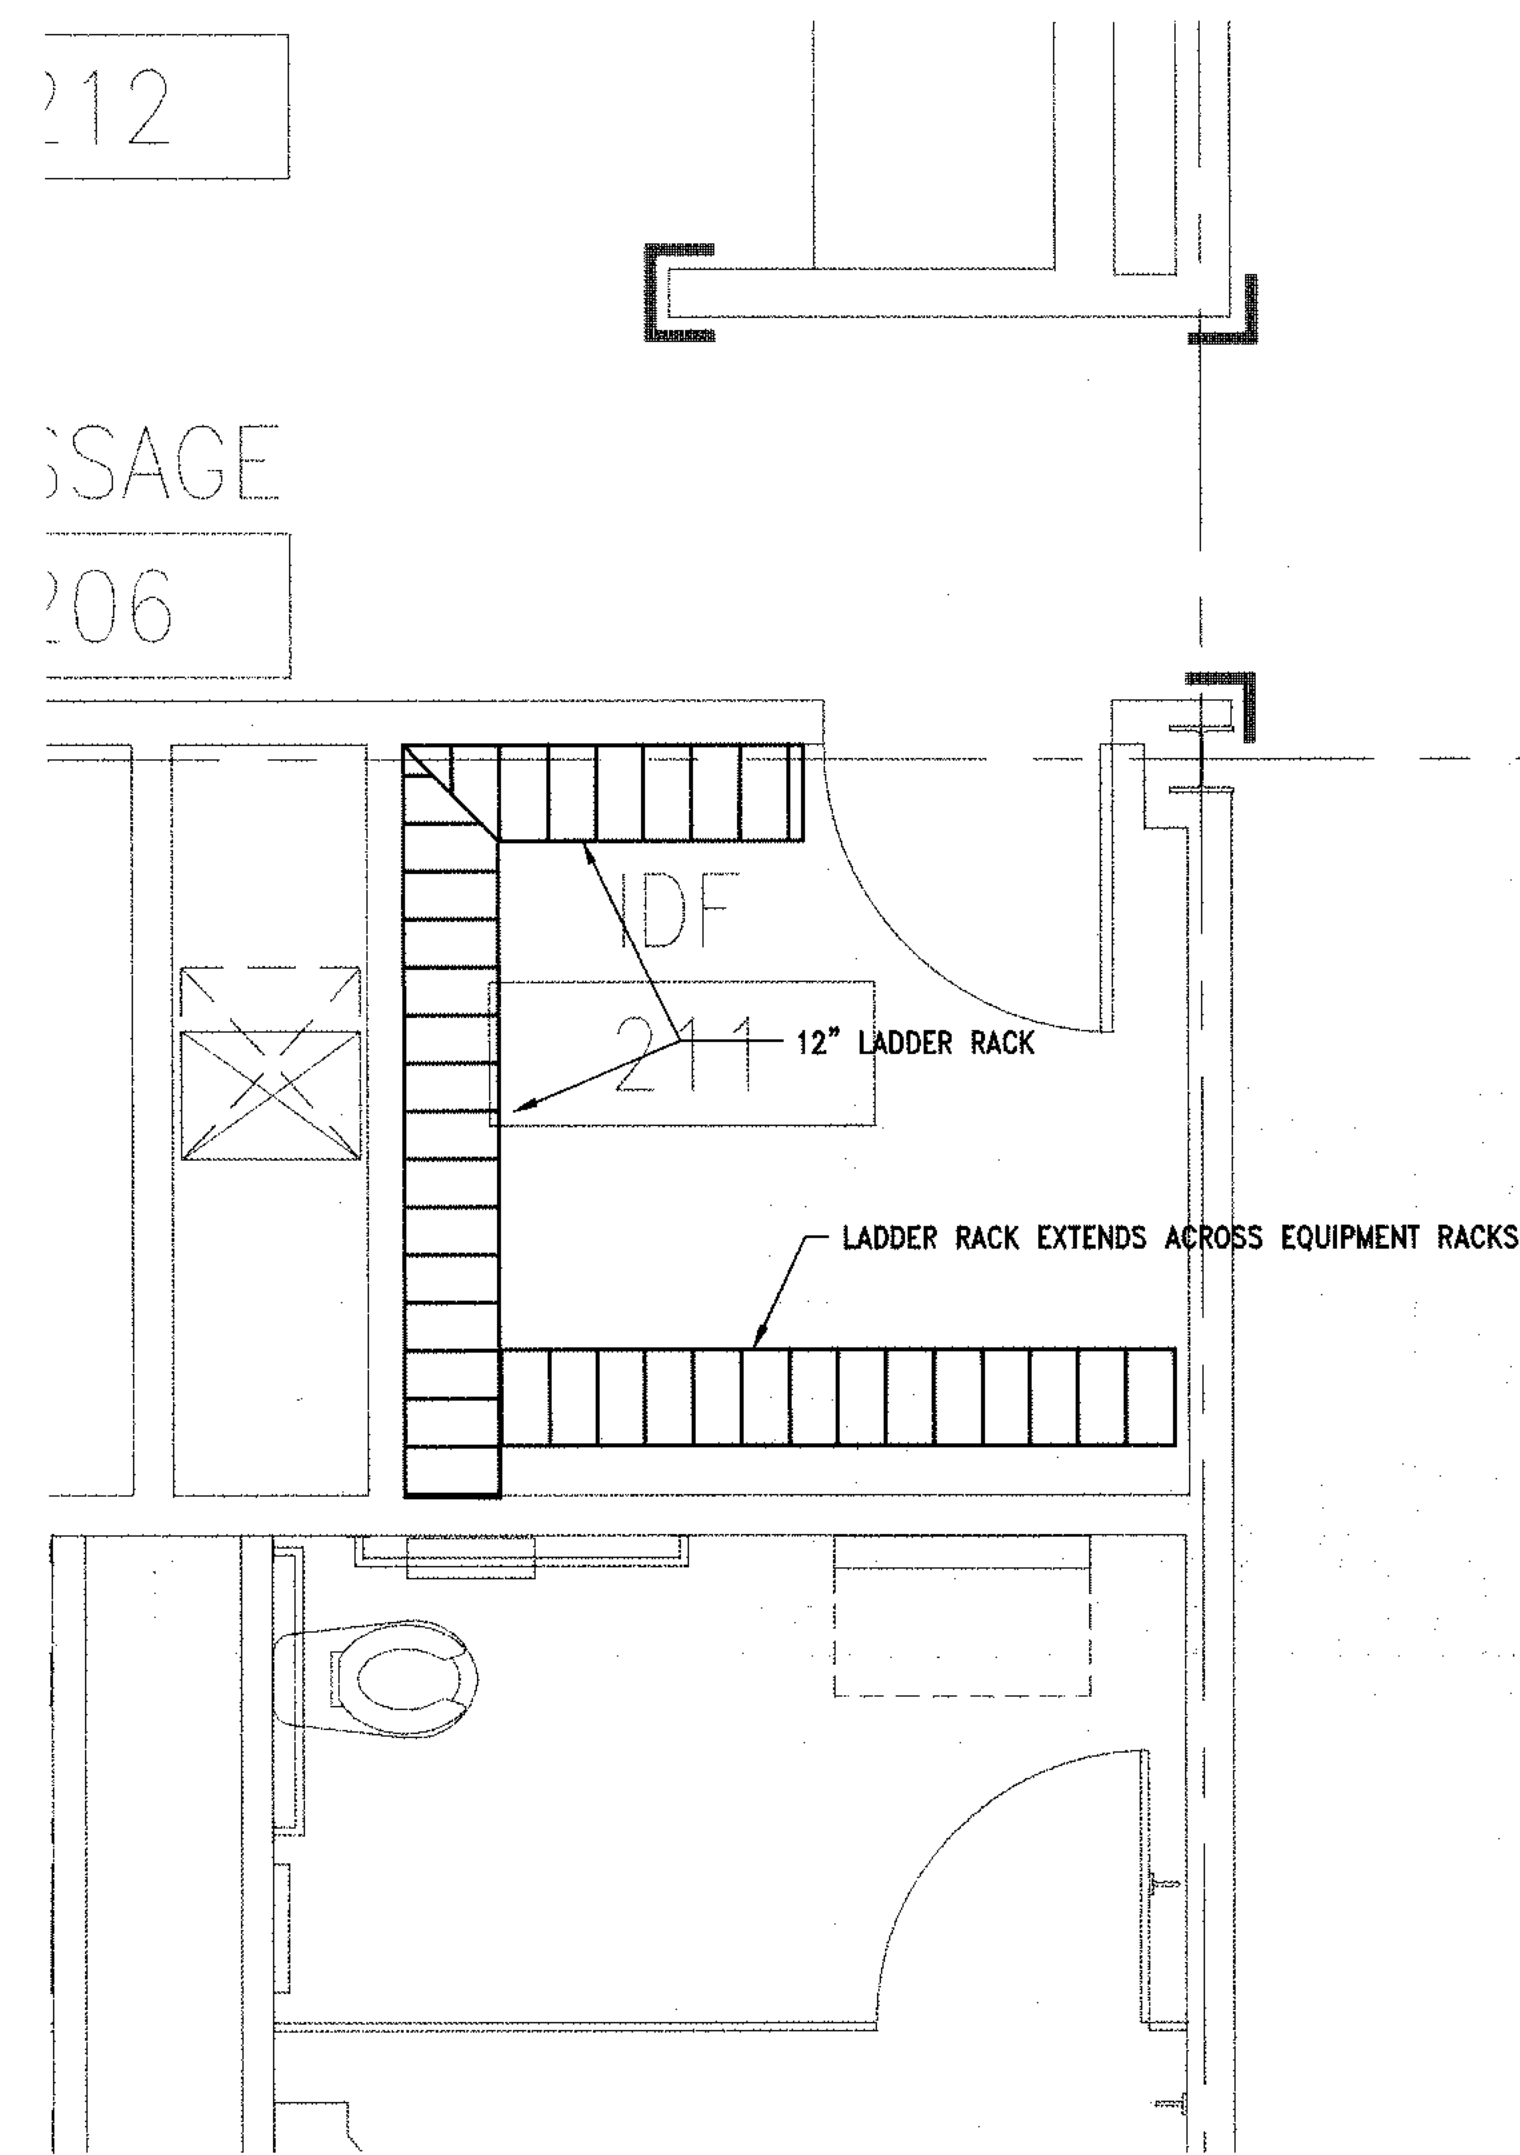 212
SSAGE
206
IDF
211
12” LADDER RACK
LADDER RACK EXTENDS ACROSS EQUIPMENT RACKS